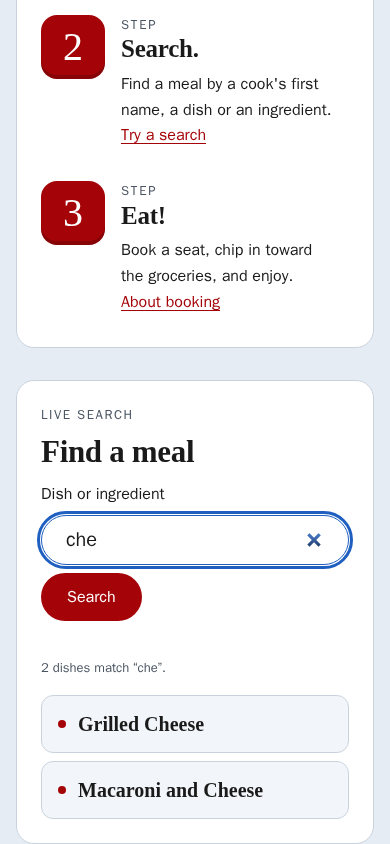 2
STEP
Search.
Find a meal by a cook's first
name, a dish or an ingredient.
Try a search
3
STEP
Eat!
Book a seat, chip in toward
the groceries, and enjoy.
About booking
LIVE SEARCH
Find a meal
Dish or ingredient
che
Search
2 dishes match “che”.
Grilled Cheese
Macaroni and Cheese